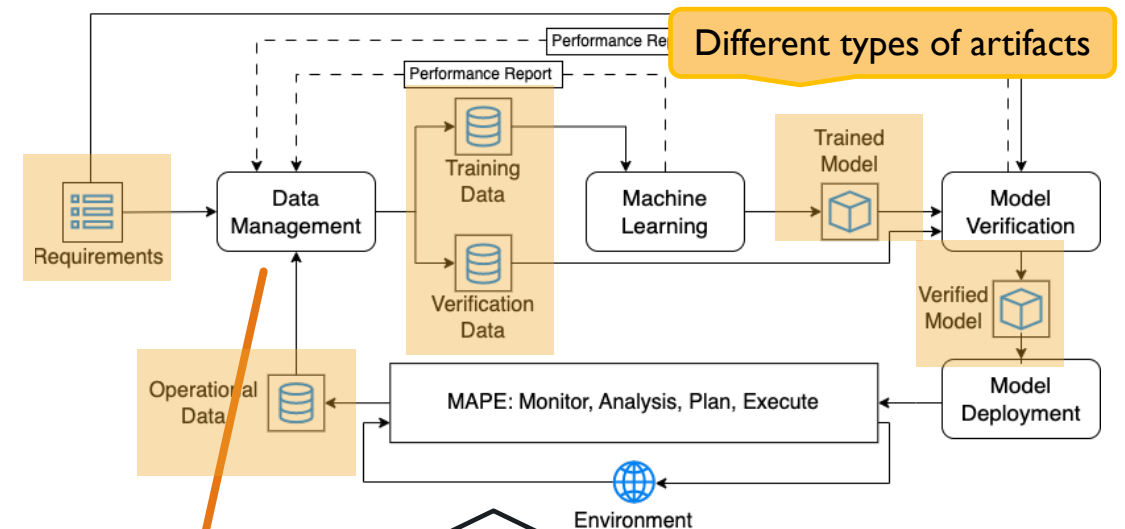 Performance Re
Different types of artifacts
Performance Report
Trained
Model
Training
Data
Data
Management
Machine
Learning
Model
Verification
Requirements
Verification
Data
Verified
Model
Operational
Data
MAPE: Monitor, Analysis, Plan, Execute
Model
Deployment
Environment